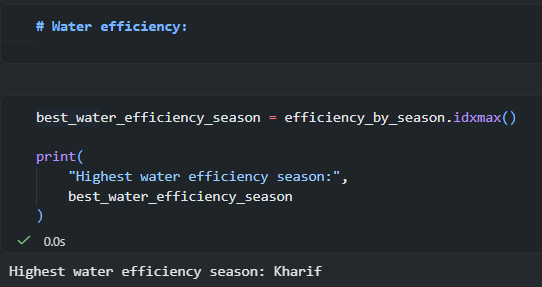 # Water efficiency:
best_water_efficiency_season = efficiency_by_season.idxmax()
print(
"Highest water efficiency season:",
best_water_efficiency_season
)
0.0s
Highest water efficiency season: Kharif